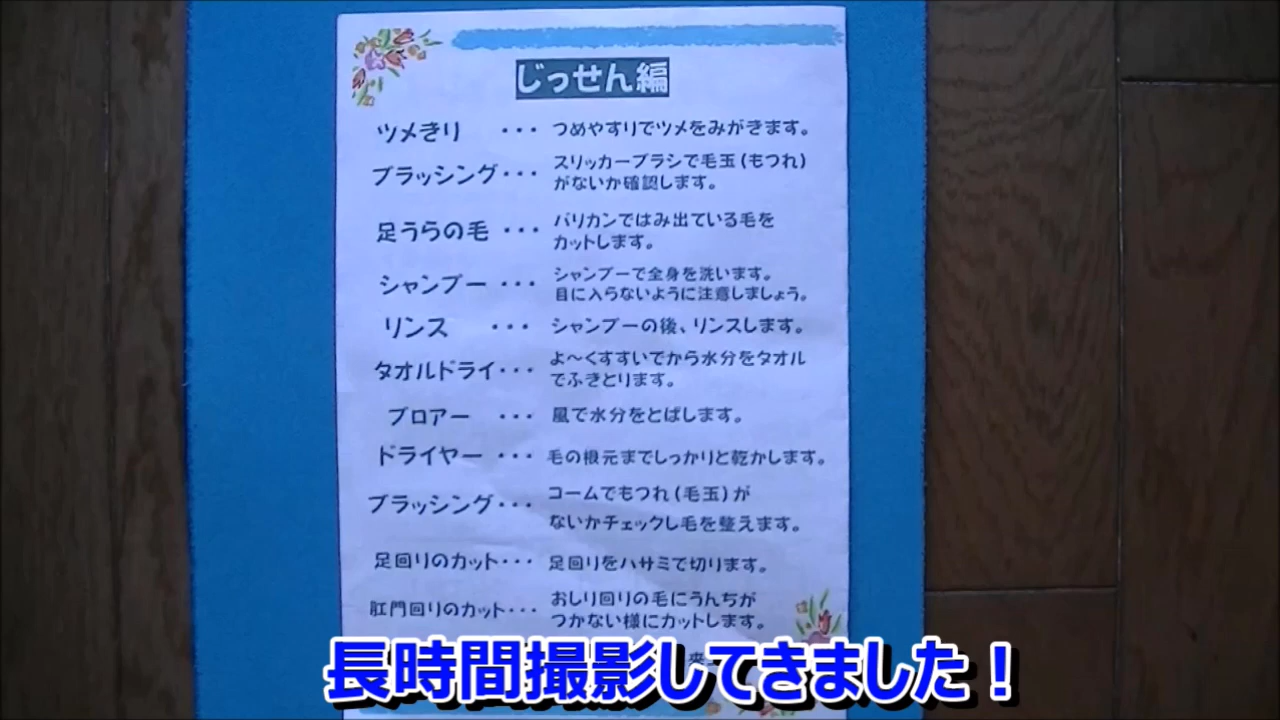 じっせん編
ツメきり ・・・ つめやすりでツメをみがきます。
ブラッシング・・・ スリッカーブラシで毛玉(もつれ)
がないか確認します。
足うらの毛 ・・・ バリカンではみ出ている毛を
カットします。
シャンプー ・・・ シャンプーで全身を洗います。
目に入らないように注意しましょう。
リンス ・・・ シャンプーの後、リンスします。
タオルドライ・・・ よ～くすすいでから水分をタオル
でふきとります。
ブロアー ・・・ 風で水分をとばします。
ドライヤー ・・・ 毛の根元までしっかりと乾かします。
ブラッシング・・・ コームでもつれ(毛玉)が
ないかチェックし毛を整えます。
足回りのカット・・・ 足回りをハサミで切ります。
肛門回りのカット・・・ おしり回りの毛にうんちが
つかない様にカットします。
長時間撮影してきました！